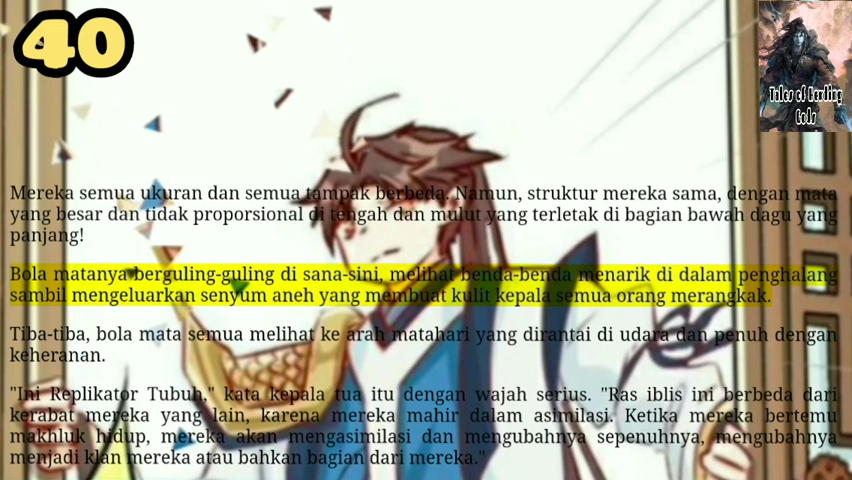 40
Tales of Herding
Gods
Mereka semua ukuran dan semua tampak berbeda. Namun, struktur mereka sama, dengan mata
yang besar dan tidak proporsional di tengah dan mulut yang terletak di bagian bawah dagu yang
panjang!
Bola matanya berguling-guling di sana-sini, melihat benda-benda menarik di dalam penghalang
sambil mengeluarkan senyum aneh yang membuat kulit kepala semua orang merangkak.
Tiba-tiba, bola mata semua melihat ke arah matahari yang dirantai di udara dan penuh dengan
keheranan.
"Ini Replikator Tubuh," kata kepala tua itu dengan wajah serius. "Ras iblis ini berbeda dari
kerabat mereka yang lain, karena mereka mahir dalam asimilasi. Ketika mereka bertemu
makhluk hidup, mereka akan mengasimilasi dan mengubahnya sepenuhnya, mengubahnya
menjadi klan mereka atau bahkan bagian dari mereka."